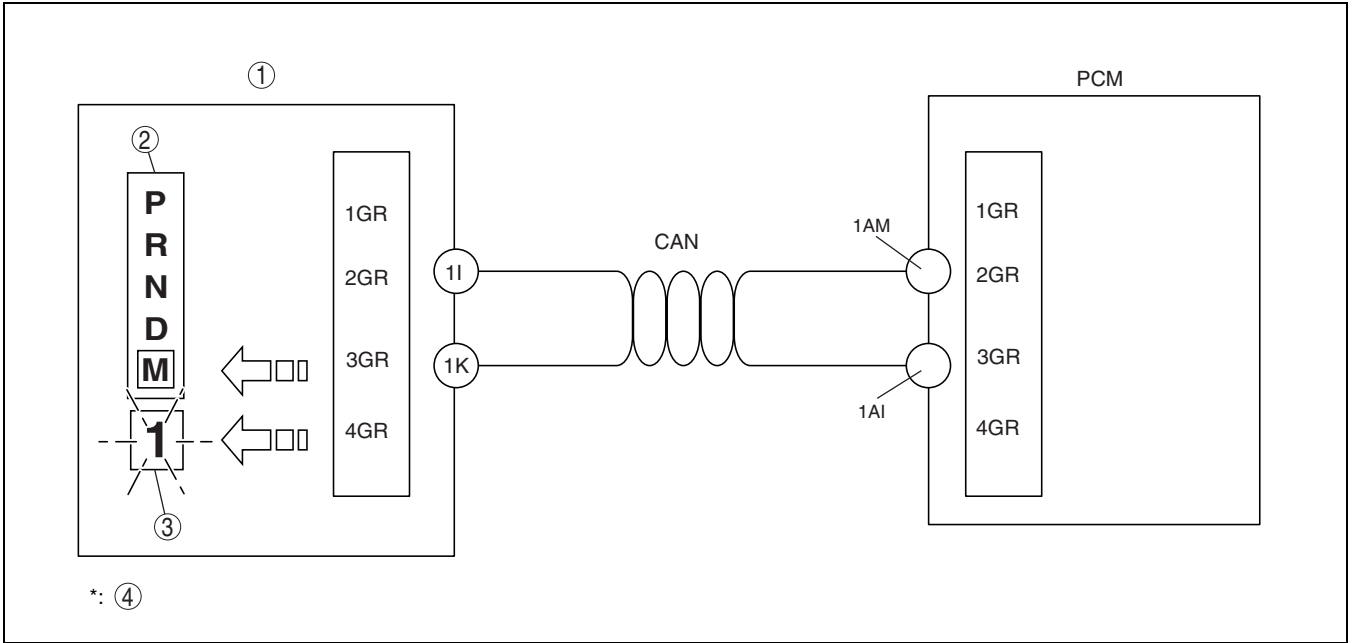 ①
PCM
②
P
R
N
D
M
1
③
1GR
2GR
3GR
4GR
1I
1K
CAN
1AM
1AI
1GR
2GR
3GR
4GR
*: ④